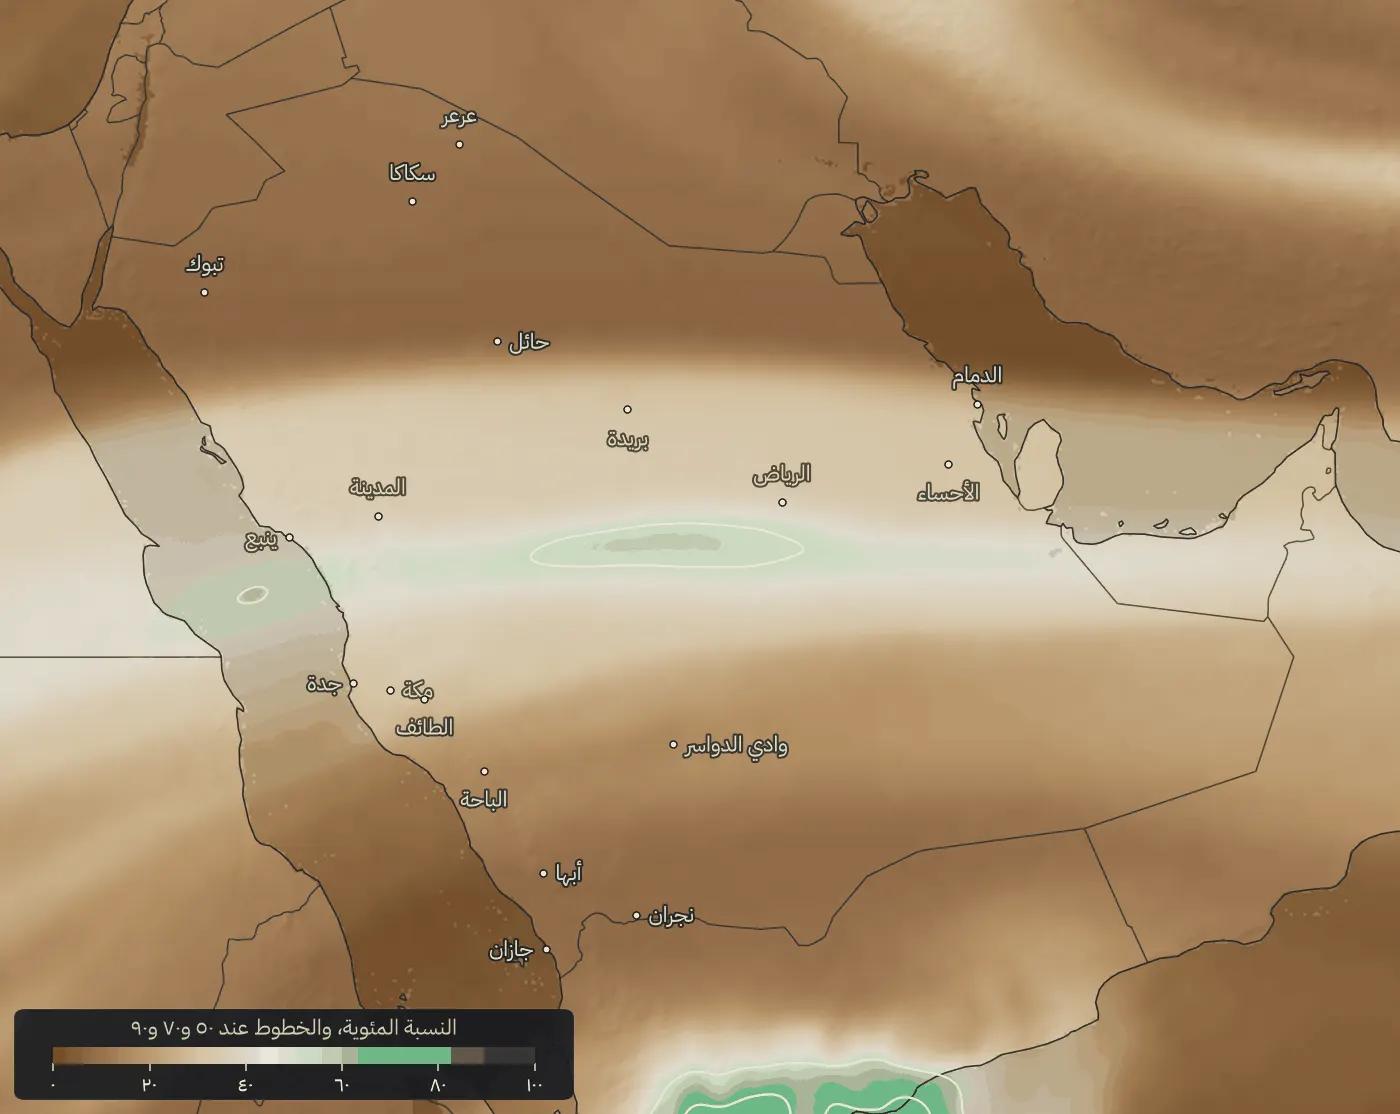 عرعر
سكاكا
تبوك
حائل
الدمام
بريدة
الرياض
الأحساء
المدينة
ينبع
جدة
مكة
الطائف
وادي الدواسر
الباحة
أبها
نجران
جازان
النسبة المئوية، والخطوط عند ٥٠ و٧٠ و٩٠
٠ ٢٠ ٤٠ ٦٠ ٨٠ ١٠٠